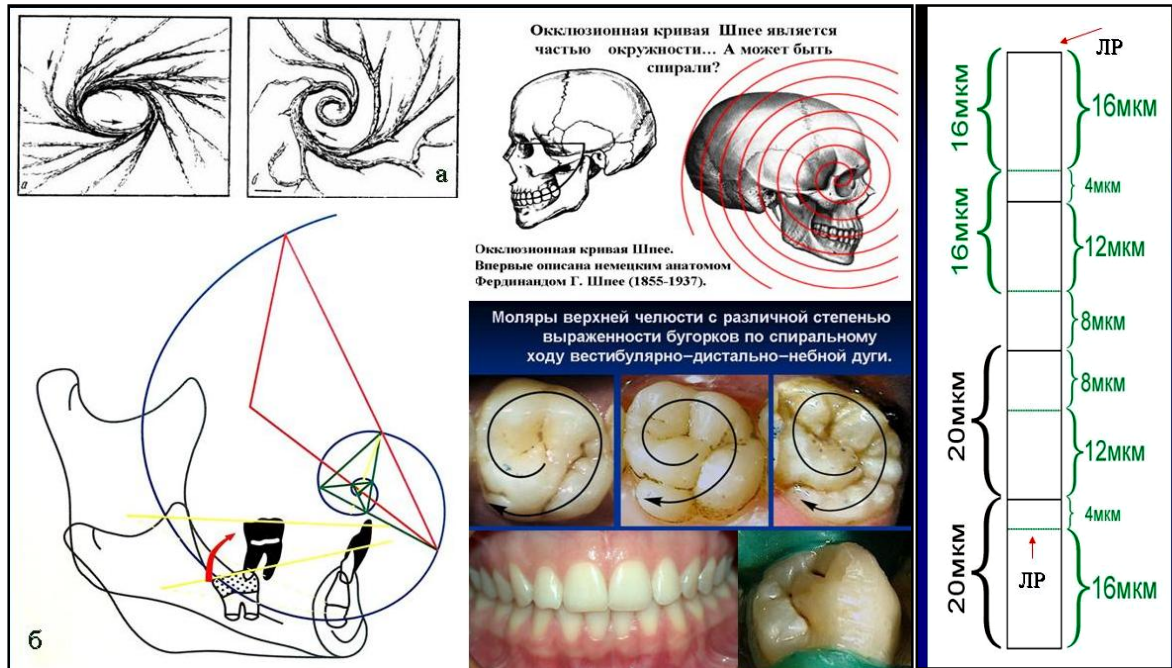 а
б
а
б
Окклюзионная кривая Шпее является
частью окружности... А может быть
спирали?
Окклюзионная кривая Шпее.
Впервые описана немецким анатомом
Фердинандом Г. Шпее (1855-1937).
Моляры верхней челюсти с различной степенью
выраженности бугорков по спиральному
ходу вестибулярно–дистально–небной дуги.
ЛР
16мкм
16мкм
4мкм
16мкм
12мкм
8мкм
20мкм
8мкм
12мкм
20мкм
4мкм
ЛР
16мкм